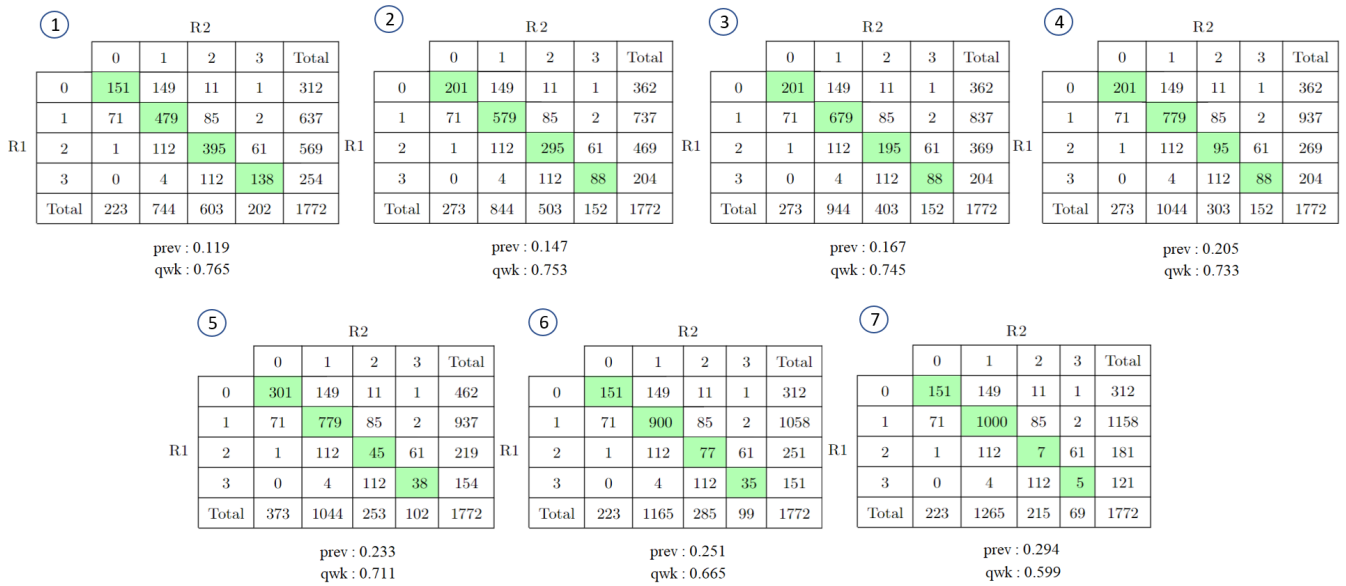 1
R2
0 1 2 3 Total
0 151 149 11 1 312
1 71 479 85 2 637
R1 2 1 112 395 61 569
3 0 4 112 138 254
Total 223 744 603 202 1772
prev : 0.119
qwk : 0.765
2
R2
0 1 2 3 Total
0 201 149 11 1 362
1 71 579 85 2 737
R1 2 1 112 295 61 469
3 0 4 112 88 204
Total 273 844 503 152 1772
prev : 0.147
qwk : 0.753
3
R2
0 1 2 3 Total
0 201 149 11 1 362
1 71 679 85 2 837
R1 2 1 112 195 61 369
3 0 4 112 88 204
Total 273 944 403 152 1772
prev : 0.167
qwk : 0.745
4
R2
0 1 2 3 Total
0 201 149 11 1 362
1 71 779 85 2 937
R1 2 1 112 95 61 269
3 0 4 112 88 204
Total 273 1044 303 152 1772
prev : 0.205
qwk : 0.733
5
R2
0 1 2 3 Total
0 301 149 11 1 462
1 71 779 85 2 937
R1 2 1 112 45 61 219
3 0 4 112 38 154
Total 373 1044 253 102 1772
prev : 0.233
qwk : 0.711
6
R2
0 1 2 3 Total
0 151 149 11 1 312
1 71 900 85 2 1058
R1 2 1 112 77 61 251
3 0 4 112 35 151
Total 223 1165 285 99 1772
prev : 0.251
qwk : 0.665
7
R2
0 1 2 3 Total
0 151 149 11 1 312
1 71 1000 85 2 1158
R1 2 1 112 7 61 181
3 0 4 112 5 121
Total 223 1265 215 69 1772
prev : 0.294
qwk : 0.599